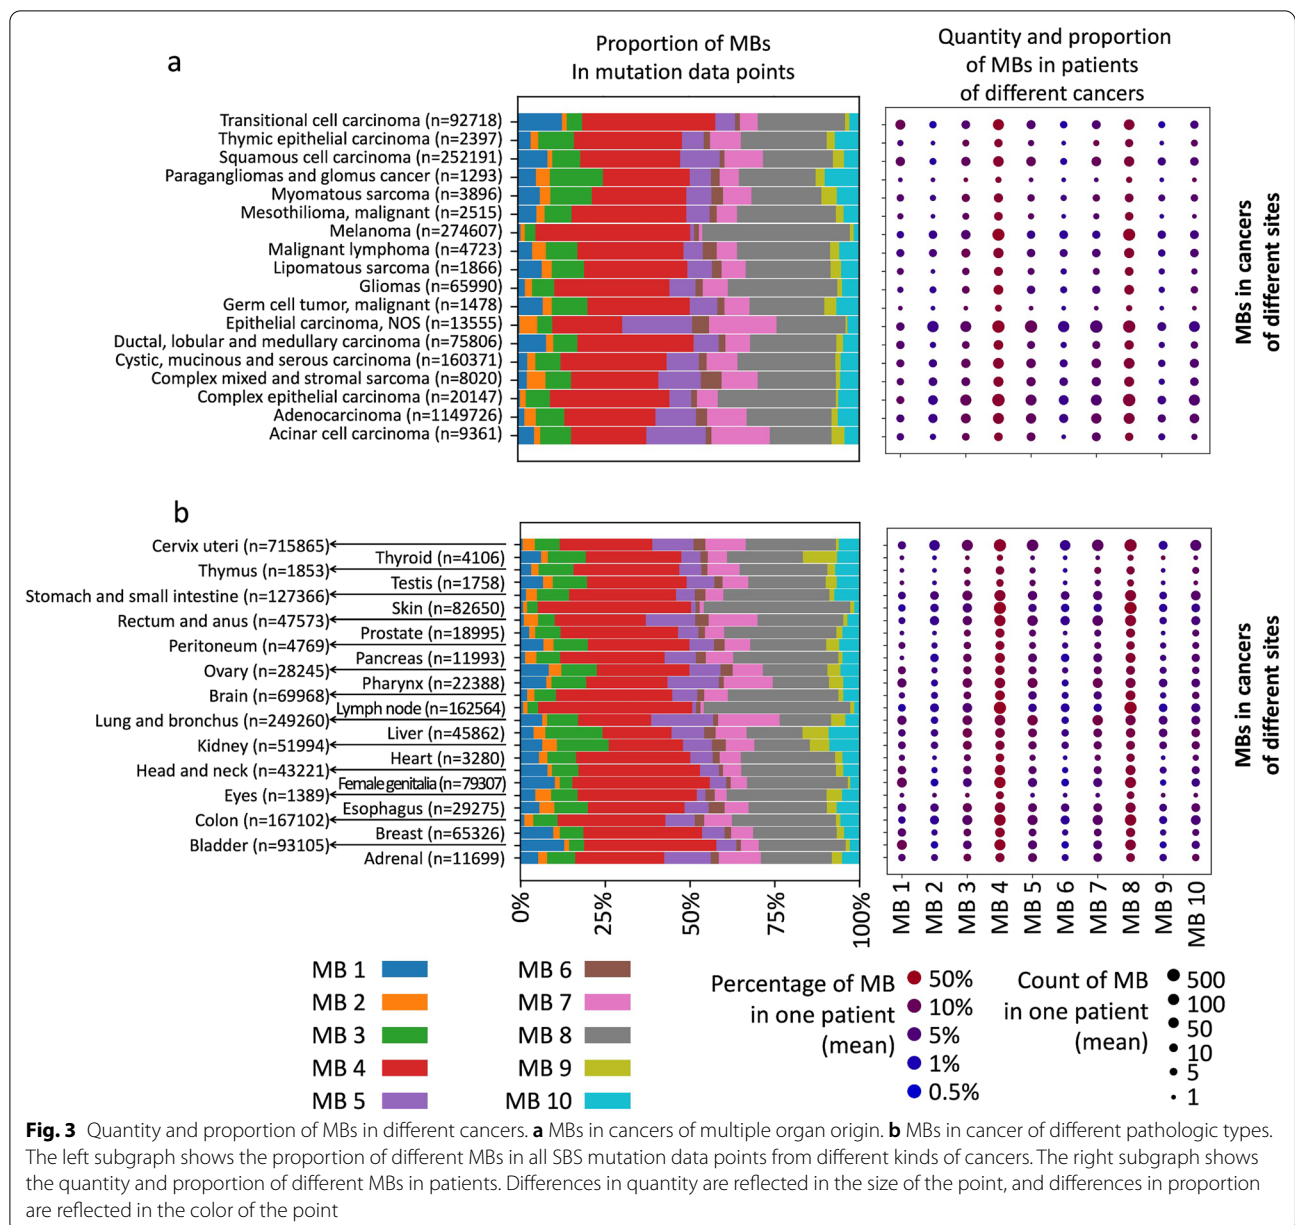 a
Proportion of MBs
In mutation data points
Quantity and proportion
of MBs in patients
of different cancers
Transitional cell carcinoma (n=92718)
Thymic epithelial carcinoma (n=2397)
Squamous cell carcinoma (n=252191)
Paragangliomas and glomus cancer (n=1293)
Myomatous sarcoma (n=3896)
Mesothilioma, malignant (n=2515)
Melanoma (n=274607)
Malignant lymphoma (n=4723)
Lipomatous sarcoma (n=1866)
Gliomas (n=65990)
Germ cell tumor, malignant (n=1478)
Epithelial carcinoma, NOS (n=13555)
Ductal, lobular and medullary carcinoma (n=75806)
Cystic, mucinous and serous carcinoma (n=160371)
Complex mixed and stromal sarcoma (n=8020)
Complex epithelial carcinoma (n=20147)
Adenocarcinoma (n=1149726)
Acinar cell carcinoma (n=9361)
MBs in cancers
of different sites
b
Cervix uteri (n=715865)
Thyroid (n=4106)
Thymus (n=1853)
Testis (n=1758)
Stomach and small intestine (n=127366)
Skin (n=82650)
Rectum and anus (n=47573)
Prostate (n=18995)
Peritoneum (n=4769)
Pancreas (n=11993)
Ovary (n=28245)
Pharynx (n=22388)
Brain (n=69968)
Lymph node (n=162564)
Lung and bronchus (n=249260)
Liver (n=45862)
Kidney (n=51994)
Heart (n=3280)
Head and neck (n=43221)
Female genitalia (n=79307)
Eyes (n=1389)
Esophagus (n=29275)
Colon (n=167102)
Breast (n=65326)
Bladder (n=93105)
Adrenal (n=11699)
MBs in cancers
of different sites
0%
25%
50%
75%
100%
MB 1
MB 2
MB 3
MB 4
MB 5
MB 6
MB 7
MB 8
MB 9
MB 10
MB 1
MB 2
MB 3
MB 4
MB 5
MB 6
MB 7
MB 8
MB 9
MB 10
Percentage of MB
in one patient
(mean)
50%
10%
5%
1%
0.5%
Count of MB
in one patient
(mean)
500
100
50
10
5
1
Fig. 3 Quantity and proportion of MBs in different cancers. a MBs in cancers of multiple organ origin. b MBs in cancer of different pathologic types.
The left subgraph shows the proportion of different MBs in all SBS mutation data points from different kinds of cancers. The right subgraph shows
the quantity and proportion of different MBs in patients. Differences in quantity are reflected in the size of the point, and differences in proportion
are reflected in the color of the point